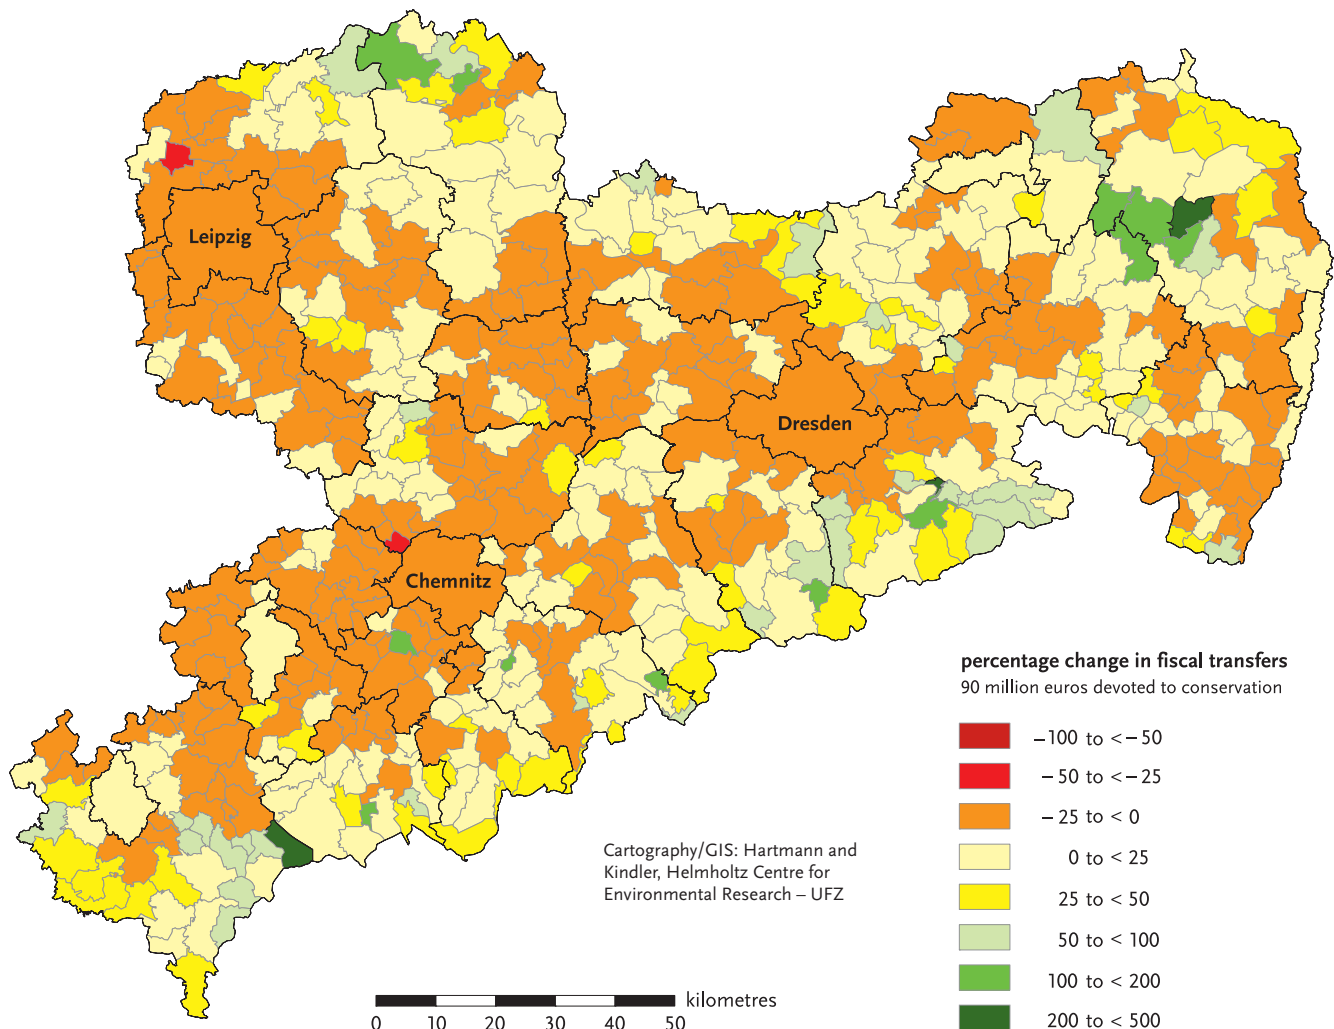 Leipzig
Dresden
Chemnitz
percentage change in fiscal transfers
90 million euros devoted to conservation
−100 to <−50
−50 to <−25
−25 to <0
0 to < 25
25 to < 50
50 to < 100
100 to < 200
200 to < 500
Cartography/GIS: Hartmann and
Kindler, Helmholtz Centre for
Environmental Research – UFZ
kilometres
0 10 20 30 40 50